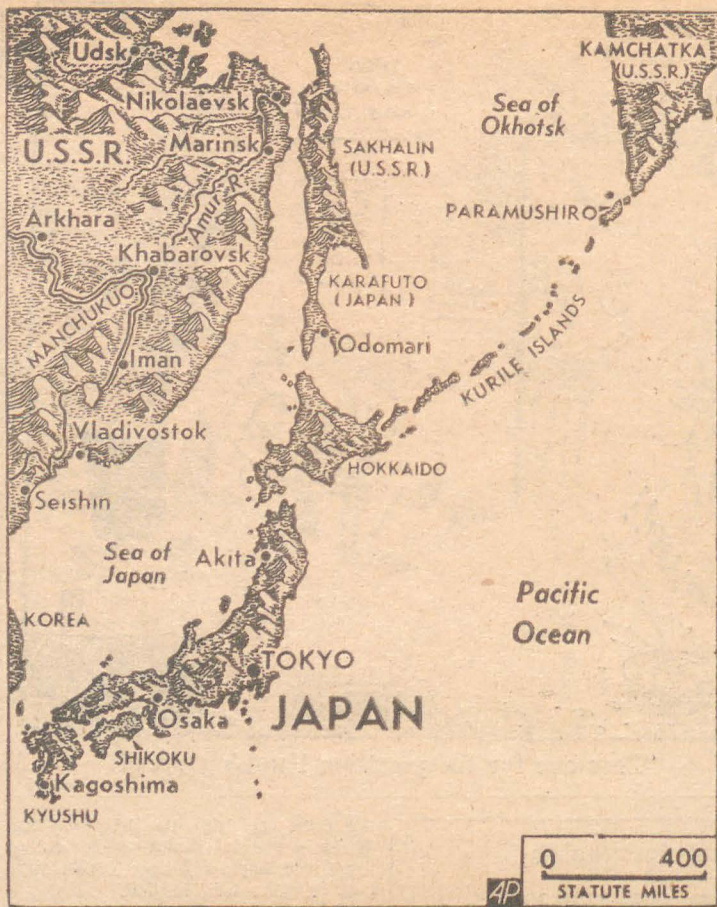 Udsk
Nikolaevsk
U.S.S.R.
Marinsk
Amur R.
Arkhara
Khabarovsk
MANCHUKUO
Iman
Vladivostok
Seishin
KAMCHATKA
(U.S.S.R.)
Sea of
Okhotsk
SAKHALIN
(U.S.S.R.)
PARAMUSHIRO
KARAFUTO
(JAPAN)
Odomari
KURILE ISLANDS
HOKKAIDO
Sea of
Japan
Akita
KOREA
Pacific
Ocean
TOKYO
JAPAN
Osaka
SHIKOKU
Kagoshima
KYUSHU
0 400
STATUTE MILES
AP